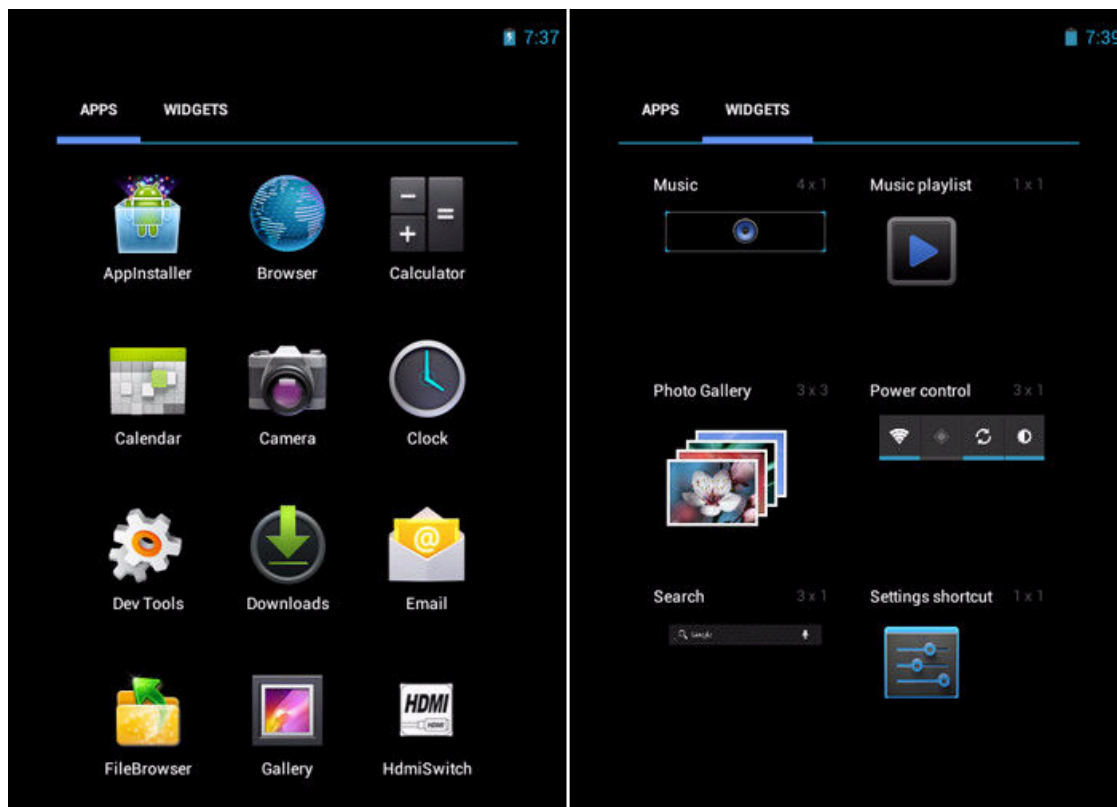 7:37
APPS WIDGETS
AppInstaller Browser Calculator
Calendar Camera Clock
@
Dev Tools Downloads Email
HDMI
HDMI
FileBrowser Gallery HdmiSwitch
7:39
APPS WIDGETS
Music 4 x 1 Music playlist 1 x 1
Photo Gallery 3 x 3 Power control 3 x 1
Search 3 x 1 Settings shortcut 1 x 1
Google